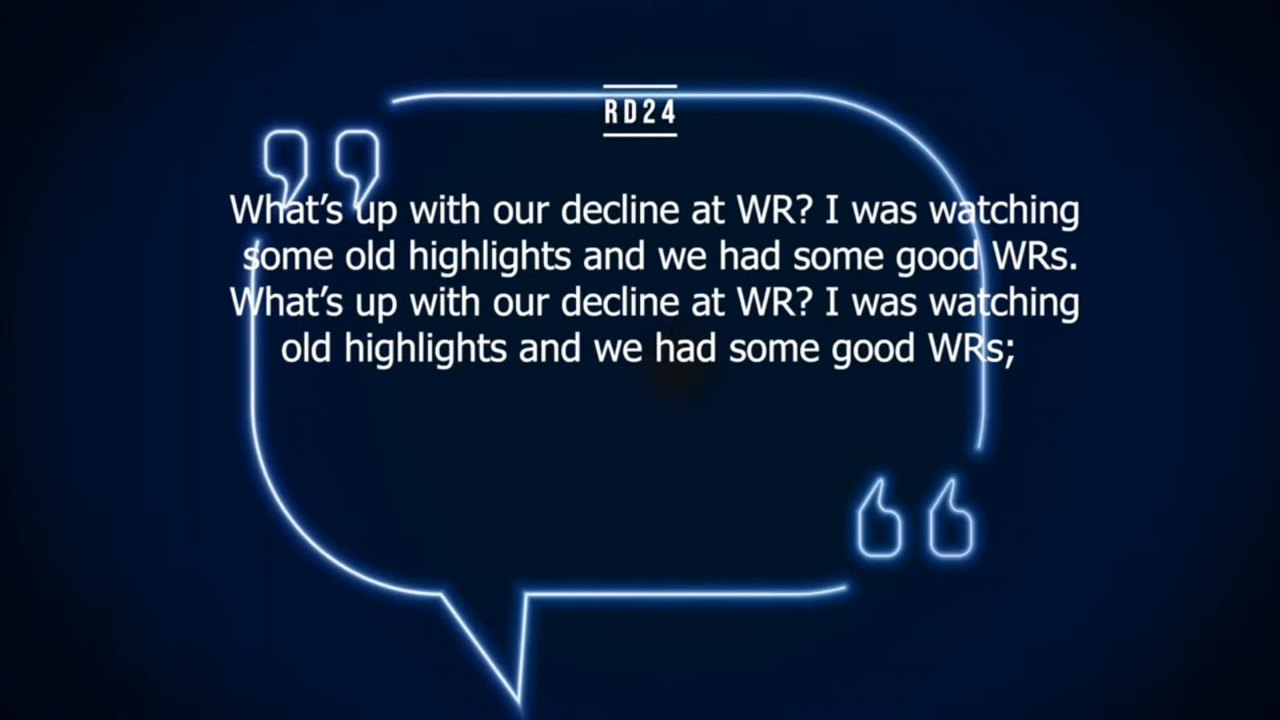 RD24
What’s up with our decline at WR? I was watching
some old highlights and we had some good WRs.
What’s up with our decline at WR? I was watching
old highlights and we had some good WRs;